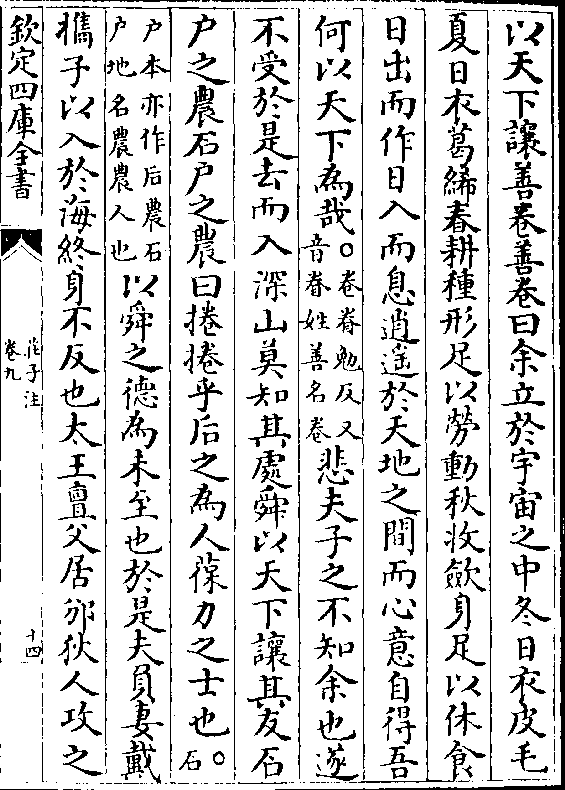 以天下讓善卷善卷曰余立於宇宙之中冬日衣皮毛
夏日衣葛絺春耕種形足以勞動秋收斂身足以休食
日出而作日入而息逍遥於天地之間而心意自得吾
何以天下為哉○卷眷勉反又
音眷姓善名卷悲夫子之不知余也遂
不受於是去而入深山莫知其處舜以天下讓其友石
户之農石户之農曰捲捲乎后之為人葆力之士也○石
户本亦作后農石
户地名農農人也以舜之德為未至也於是夫負妻戴
攜子以入於海終身不反也太王亶父居邠狄人攻之
欽定四庫全書
莊子注
卷九
十四